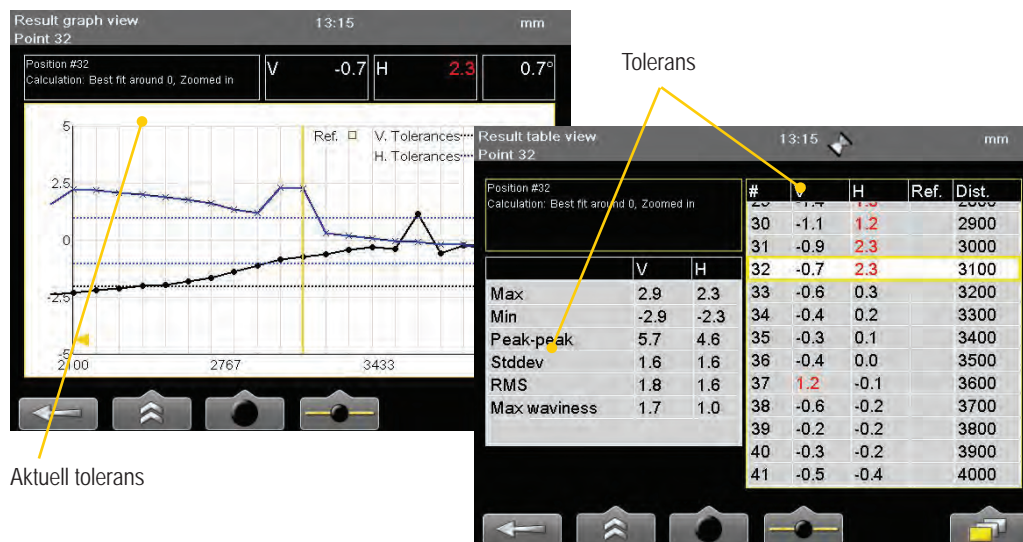 Result graph view 13:15 mm
Point 32
Position #32
Calculation: Best fit around 0, Zoomed in
V -0.7 H 2.3 0.7°
Ref. V. Tolerances
H. Tolerances
5
2.5
0
-2.5
-5
2100 2767 3433
Aktuell tolerans
Tolerans
Result table view 13:15 mm
Point 32
Position #32
Calculation: Best fit around 0, Zoomed in
V H
Max 2.9 2.3
Min -2.9 -2.3
Peak-peak 5.7 4.6
Stddev 1.6 1.6
RMS 1.8 1.6
Max waviness 1.7 1.0
# V H Ref. Dist.
30 -1.1 1.2 2900
31 -0.9 2.3 3000
32 -0.7 2.3 3100
33 -0.6 0.3 3200
34 -0.4 0.2 3300
35 -0.3 0.1 3400
36 -0.4 0.0 3500
37 1.2 -0.1 3600
38 -0.6 -0.2 3700
39 -0.2 -0.2 3800
40 -0.3 -0.2 3900
41 -0.5 -0.4 4000